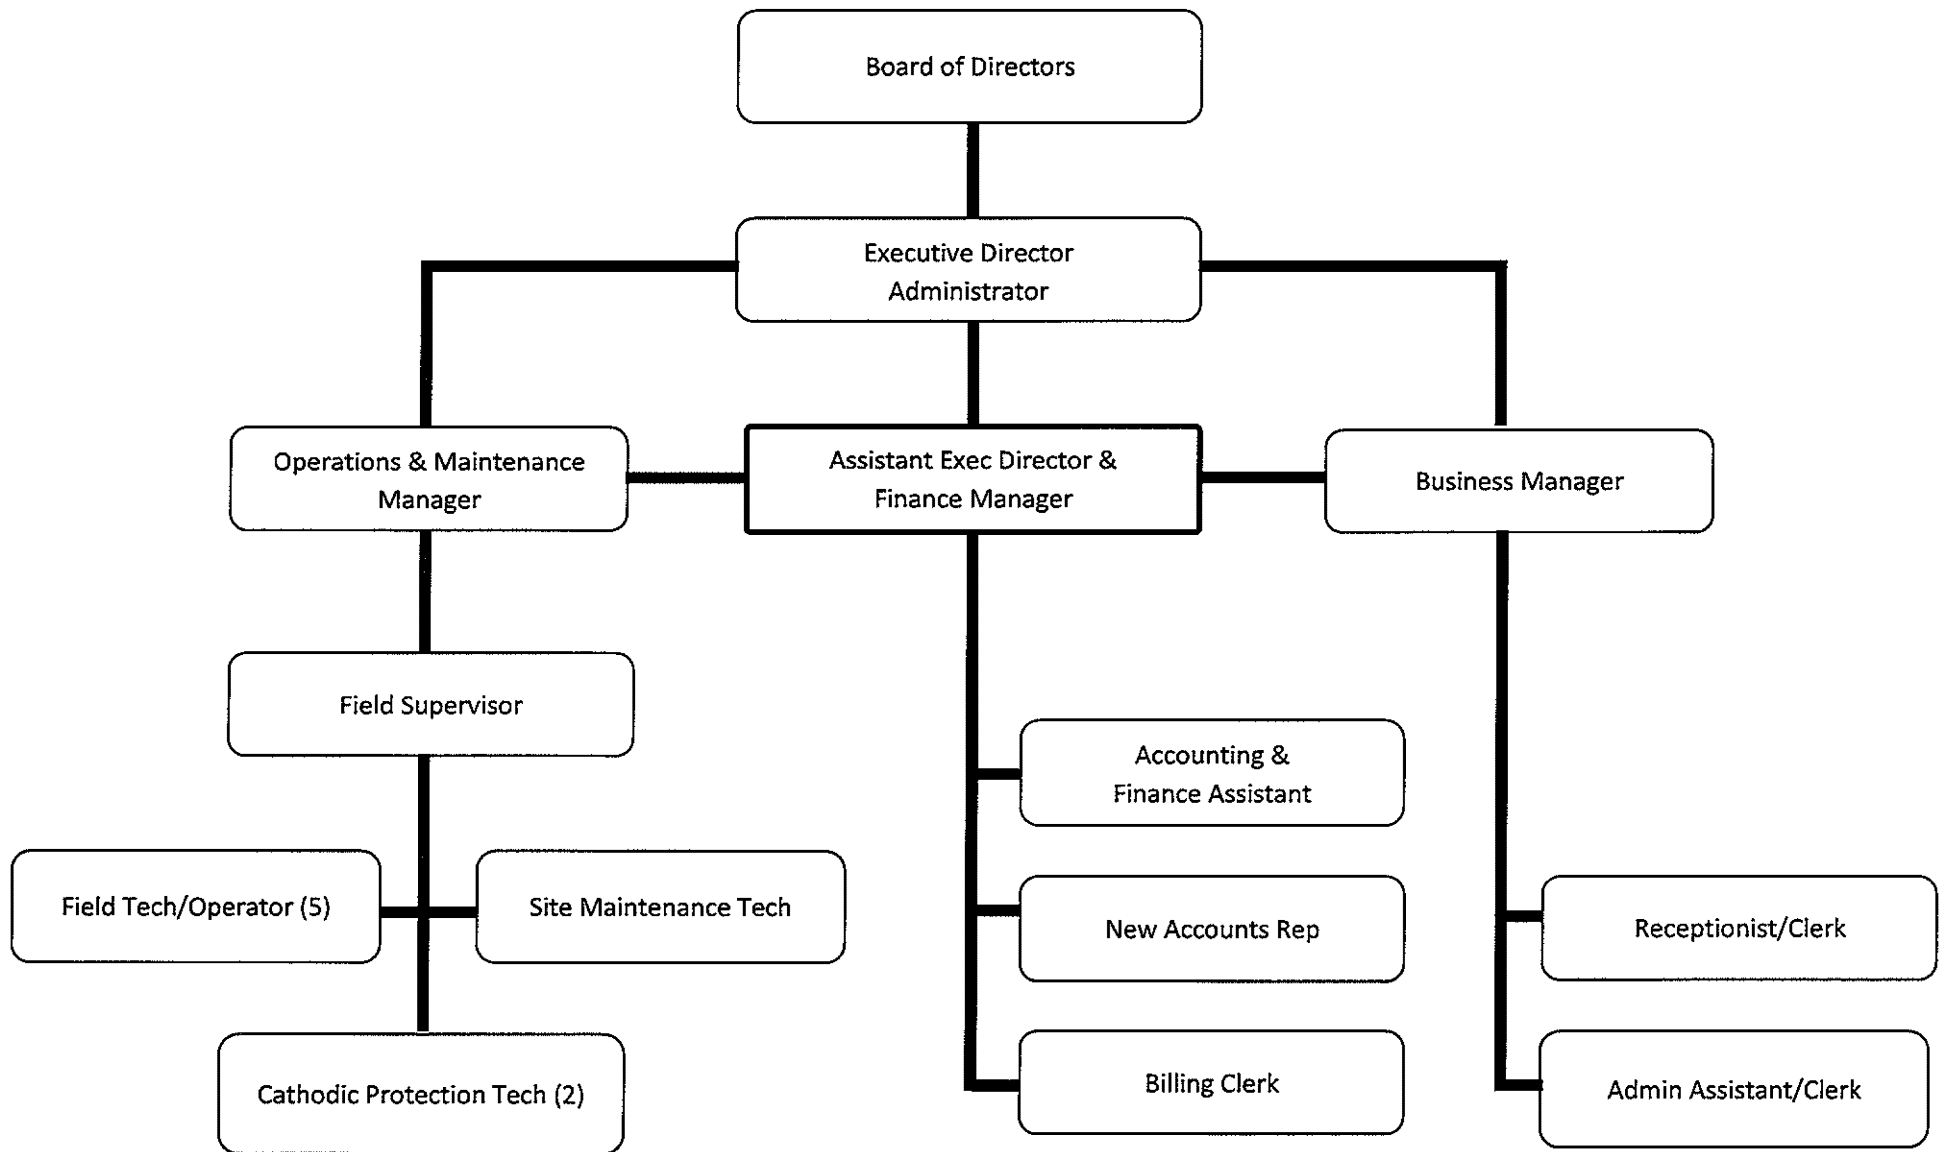 Board of Directors
Executive Director
Administrator
Operations & Maintenance
Manager
Assistant Exec Director &
Finance Manager
Business Manager
Field Supervisor
Accounting &
Finance Assistant
Field Tech/Operator (5)
Site Maintenance Tech
New Accounts Rep
Receptionist/Clerk
Cathodic Protection Tech (2)
Billing Clerk
Admin Assistant/Clerk